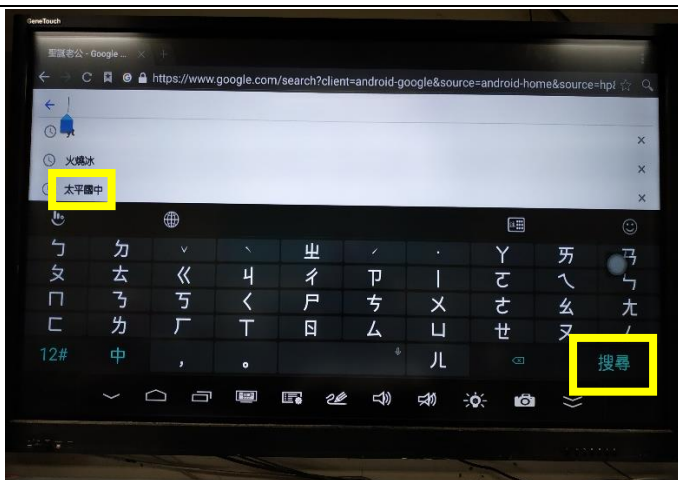 GeneTouch
聖誕老公 - Google ...
https://www.google.com/search?client=android-google&source=android-home&source=hp&
火燒冰
太平國中
ㄅ ㄉ ˇ ˋ ㄓ ˊ ˙ ㄚ ㄞ ㄢ
ㄆ ㄊ ㄍ ㄐ ㄔ ㄗ ㄧ ㄛ ㄟ ㄣ
ㄇ ㄋ ㄎ ㄑ ㄕ ㄘ ㄨ ㄜ ㄠ ㄤ
ㄈ ㄌ ㄏ ㄒ ㄖ ㄙ ㄩ ㄝ ㄡ ㄥ
12# 中 , 。 ㄦ 搜尋